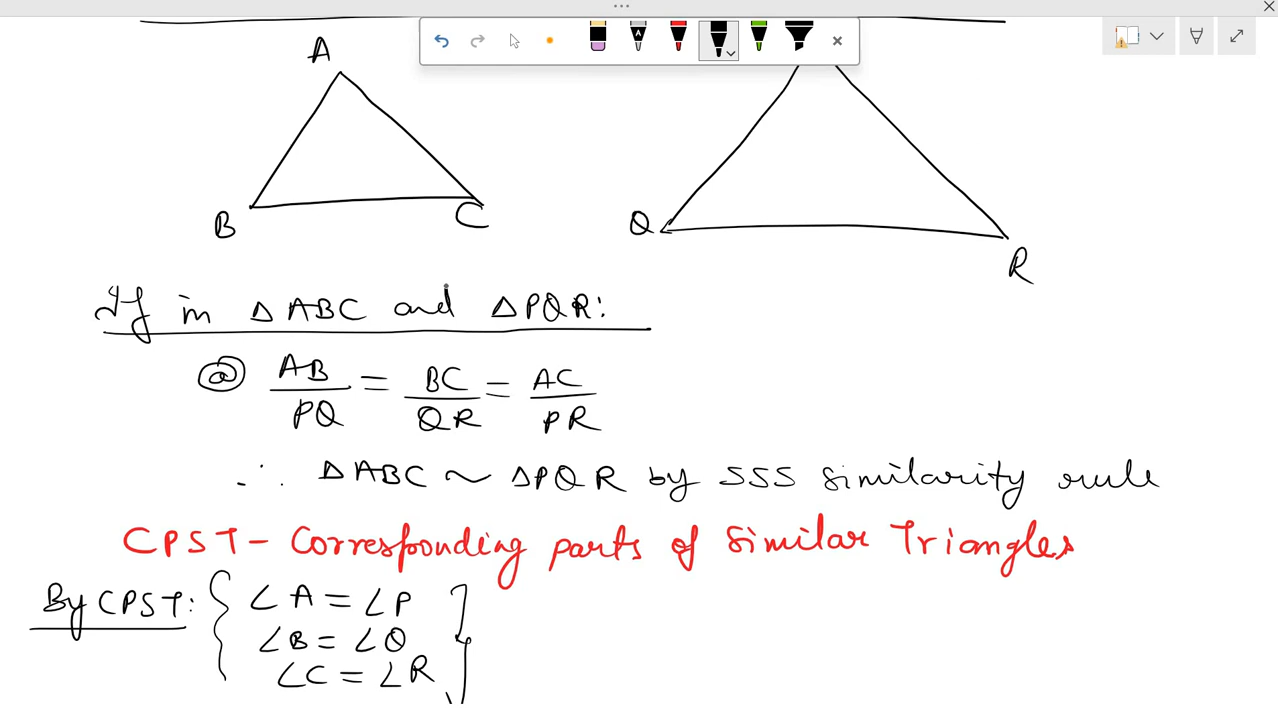 A
B
C
Q
R
If in △ABC and △PQR:
ⓐ AB/PQ = BC/QR = AC/PR
∴ △ABC ~ △PQR by SSS similarity rule
CPST - Corresponding parts of Similar Triangles
By CPST: { ∠A = ∠P
∠B = ∠Q
∠C = ∠R